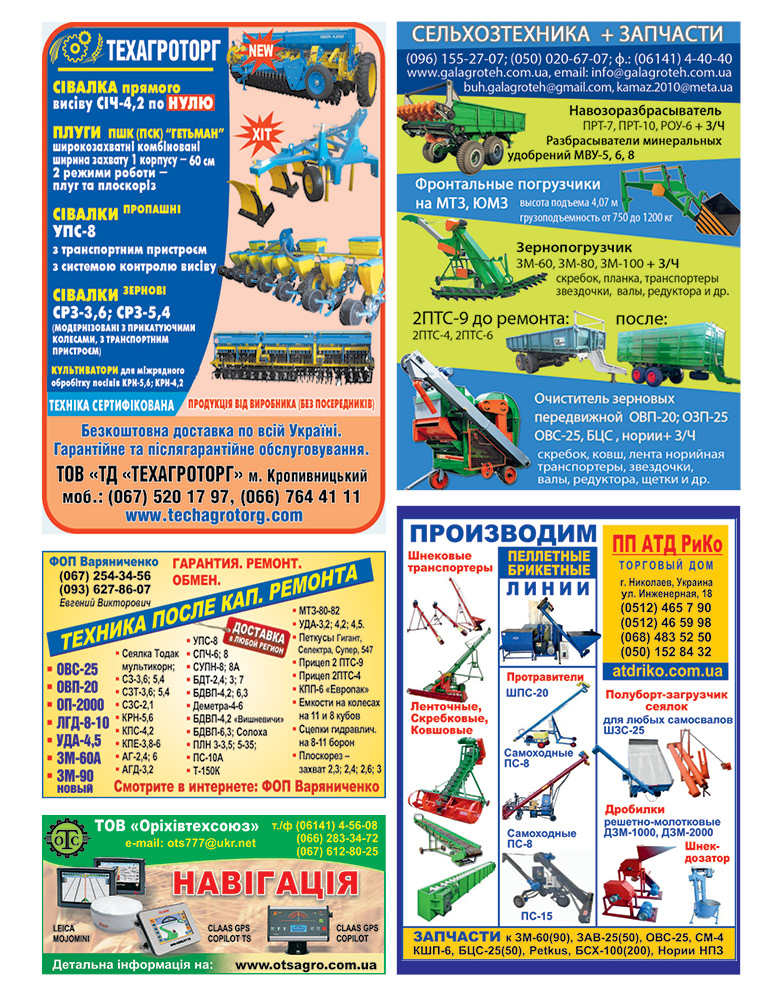 ТЕХАГРОТОРГ
NEW
СІВАЛКА прямого
висіву СІЧ-4,2 по НУЛЮ
ХІТ
ПЛУГИ ПШК (ПСК) "ГЕТЬМАН"
широкозахватні комбіновані
ширина захвату 1 корпусу – 60 см
2 режими роботи –
плуг та плоскоріз
СІВАЛКИ ПРОПАШНІ
УПС-8
з транспортним пристроєм
з системою контролю висіву
СІВАЛКИ ЗЕРНОВІ
СРЗ-3,6; СРЗ-5,4
(МОДЕРНІЗОВАНІ З ПРИКАТУЮЧИМИ
КОЛЕСАМИ, З ТРАНСПОРТНИМ
ПРИСТРОЄМ)
КУЛЬТИВАТОРИ для міжрядного
обробітку посівів КРН-5,6; КРН-4,2
ТЕХНІКА СЕРТИФІКОВАНА
ПРОДУКЦІЯ ВІД ВИРОБНИКА (БЕЗ ПОСЕРЕДНИКІВ)
Безкоштовна доставка по всій Україні.
Гарантійне та післягарантійне обслуговування.
ТОВ «ТД «ТЕХАГРОТОРГ» м. Кропивницький
моб.: (067) 520 17 97, (066) 764 41 11
www.techagrotorg.com
СЕЛЬХОЗТЕХНИКА + ЗАПЧАСТИ
(096) 155-27-07; (050) 020-67-07; ф.: (06141) 4-40-40
www.galagroteh.com.ua, email: info@galagroteh.com.ua
buh.galagroteh@gmail.com, kamaz.2010@meta.ua
Навозоразбрасыватель
ПРТ-7, ПРТ-10, РОУ-6 + З/Ч
Разбрасыватели минеральных
удобрений МВУ-5, 6, 8
Фронтальные погрузчики
на МТЗ, ЮМЗ высота подъема 4,07 м
грузоподъемность от 750 до 1200 кг
Зернопогрузчик
ЗМ-60, ЗМ-80, ЗМ-100 + З/Ч
скребок, планка, транспортеры
звездочки, валы, редуктора и др.
2ПТС-9 до ремонта: после:
2ПТС-4, 2ПТС-6
Очиститель зерновых
передвижной ОВП-20; ОЗП-25
ОВС-25, БЦС , нории+ З/Ч
скребок, ковш, лента норийная
транспортеры, звездочки,
валы, редуктора, щетки и др.
ФОП Варяниченко
(067) 254-34-56
(093) 627-86-07
Евгений Викторович
ГАРАНТИЯ. РЕМОНТ.
ОБМЕН.
ТЕХНИКА ПОСЛЕ КАП. РЕМОНТА
ДОСТАВКА
в ЛЮБОЙ РЕГИОН
• ОВС-25
• ОВП-20
• ОП-2000
• ЛГД-8-10
• УДА-4,5
• ЗМ-60А
• ЗМ-90
новый
• Сеялка Тодак
мультикорн;
• СЗ-3,6; 5,4
• СЗТ-3,6; 5,4
• СЗС-2,1
• КРН-5,6
• КПС-4,2
• КПЕ-3,8-6
• АГ-2,4; 6
• АГД-3,2
• УПС-8
• СПЧ-6; 8
• СУПН-8; 8А
• БДТ-2,4; 3; 7
• БДВП-4,2; 6,3
• Деметра-4-6
• БДВП-4,2 «Вишневичи»
• БДВП-6,3; Солоха
• ПЛН 3-3,5; 5-35;
• ПС-10А
• Т-150К
• МТЗ-80-82
• УДА-3,2; 4,2; 4,5.
• Петкусы Гигант,
Селектра, Супер, 547
• Прицеп 2 ПТС-9
• Прицеп 2ПТС-4
• КПП-6 «Европак»
• Емкости на колесах
на 11 и 8 кубов
• Сцепки гидравлич.
на 8-11 борон
• Плоскорез –
захват 2,3; 2,4; 2,6; 3
Смотрите в интернете: ФОП Варяниченко
ОТС
ТОВ «Оріхівтехсоюз»
e-mail: ots777@ukr.net
т./ф (06141) 4-56-08
(066) 283-34-72
(067) 612-80-25
НАВІГАЦІЯ
LEICA
MOJOMINI
CLAAS GPS
COPILOT TS
CLAAS GPS
COPILOT
Детальна інформація на: www.otsagro.com.ua
ПРОИЗВОДИМ
Шнековые
транспортеры
Ленточные,
Скребковые,
Ковшовые
ПЕЛЛЕТНЫЕ
БРИКЕТНЫЕ
ЛИНИИ
Протравители
ШПС-20
Самоходные
ПС-8
Самоходные
ПС-8
ПС-15
ПП АТД РиКо
ТОРГОВЫЙ ДОМ
г. Николаев, Украина
ул. Инженерная, 18
(0512) 465 7 90
(0512) 46 59 98
(068) 483 52 50
(050) 152 84 32
atdriko.com.ua
Полуборт-загрузчик
сеялок
для любых самосвалов
ШЗС-25
Дробилки
решетно-молотковые
ДЗМ-1000, ДЗМ-2000
Шнек-
дозатор
ЗАПЧАСТИ к ЗМ-60(90), ЗАВ-25(50), ОВС-25, СМ-4
КШП-6, БЦС-25(50), Petkus, БСХ-100(200), Нории НПЗ